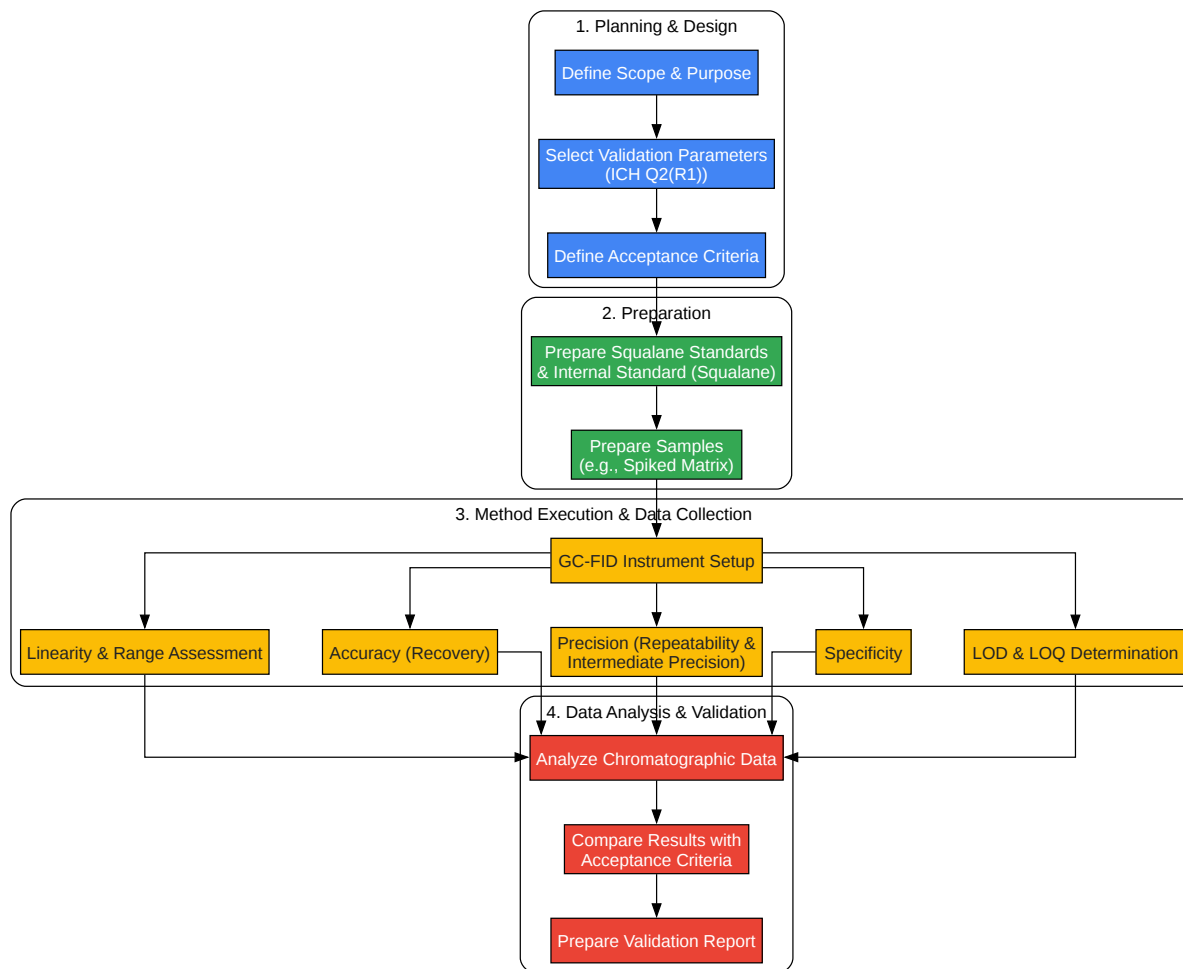 1. Planning & Design
Define Scope & Purpose
Select Validation Parameters
(ICH Q2(R1))
Define Acceptance Criteria
2. Preparation
Prepare Squalane Standards
& Internal Standard (Squalane)
Prepare Samples
(e.g., Spiked Matrix)
3. Method Execution & Data Collection
GC-FID Instrument Setup
Linearity & Range Assessment
Accuracy (Recovery)
Precision (Repeatability &
Intermediate Precision)
Specificity
LOD & LOQ Determination
4. Data Analysis & Validation
Analyze Chromatographic Data
Compare Results with
Acceptance Criteria
Prepare Validation Report